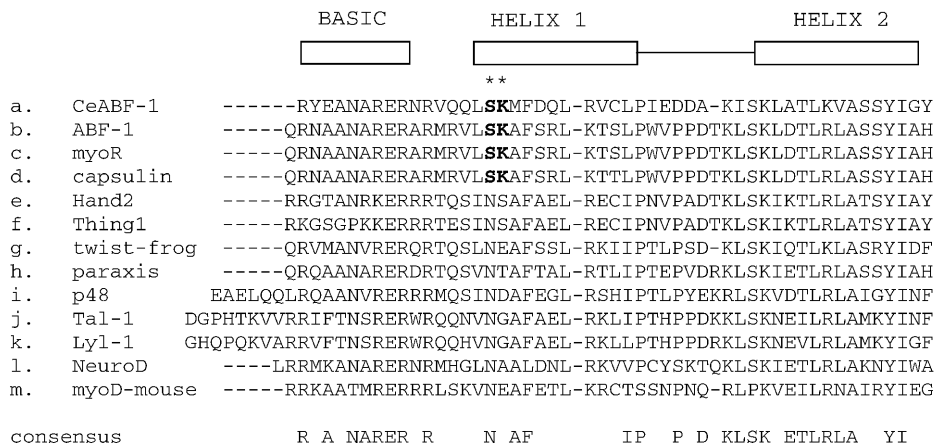 BASIC HELIX 1 HELIX 2
**
a. CeABF-1 ------RYEANARERNRVQQLSKMFDQL-RVCLPIEDDA-KISKLATLKVASSYIGY
b. ABF-1 -----QRNAANARERARMRVLSKAFSRL-KTSLPWVPPDTKLSKLDTLRLASSYIAH
c. myoR -----QRNAANARERARMRVLSKAFSRL-KTSLPWVPPDTKLSKLDTLRLASSYIAH
d. capsulin -----QRNAANARERARMRVLSKAFSRL-KTTLPWVPPDTKLSKLDTLRLASSYIAH
e. Hand2 -----RRGTANRKERRRTQSINSAFAEL-RECIPNVPADTKLSKIKTLRLATSYIAY
f. Thing1 -----RKGSGPKKERRRTESINSAFAEL-RECIPNVPADTKLSKIKTLRLATSYIAY
g. twist-frog -----QRVMANVRERQRTQSLNEAFSSL-RKIIPTLPSD-KLSKIQTLKLASRYIDF
h. paraxis -----QRQAANARERDRTQSVNTAFTAL-RTLIPTEPVDRKLSKIETLRLASSYIAH
i. p48 EAELQQLRQAANVRERRRMQSINDAFEGL-RSHIPTLPYEKRLSKVDTLRLAIGYINF
j. Tal-1 DGPHTKVVRRIFTNSRERWRQQNVNGAFAEL-RKLIPTHPPDKKLSKNEILRLAMKYINF
k. Lyl-1 GHQPQKVARRVFTNSRERWRQQHVNGAFAEL-RKLLPTHPPDRKLSKNEVLRLAMKYIGF
l. NeuroD ----LRRMKANARERNRMHGLNAALDNL-RKVVPCYSKTQKLSKIETLRLAKNYIWA
m. myoD-mouse -----RRKAATMRERRRLSKVNEAFETL-KRCTSSNPNQ-RLPKVEILRNAIRYIEG
consensus R A NARER R N AF IP P D KLSK ETLRLA YI